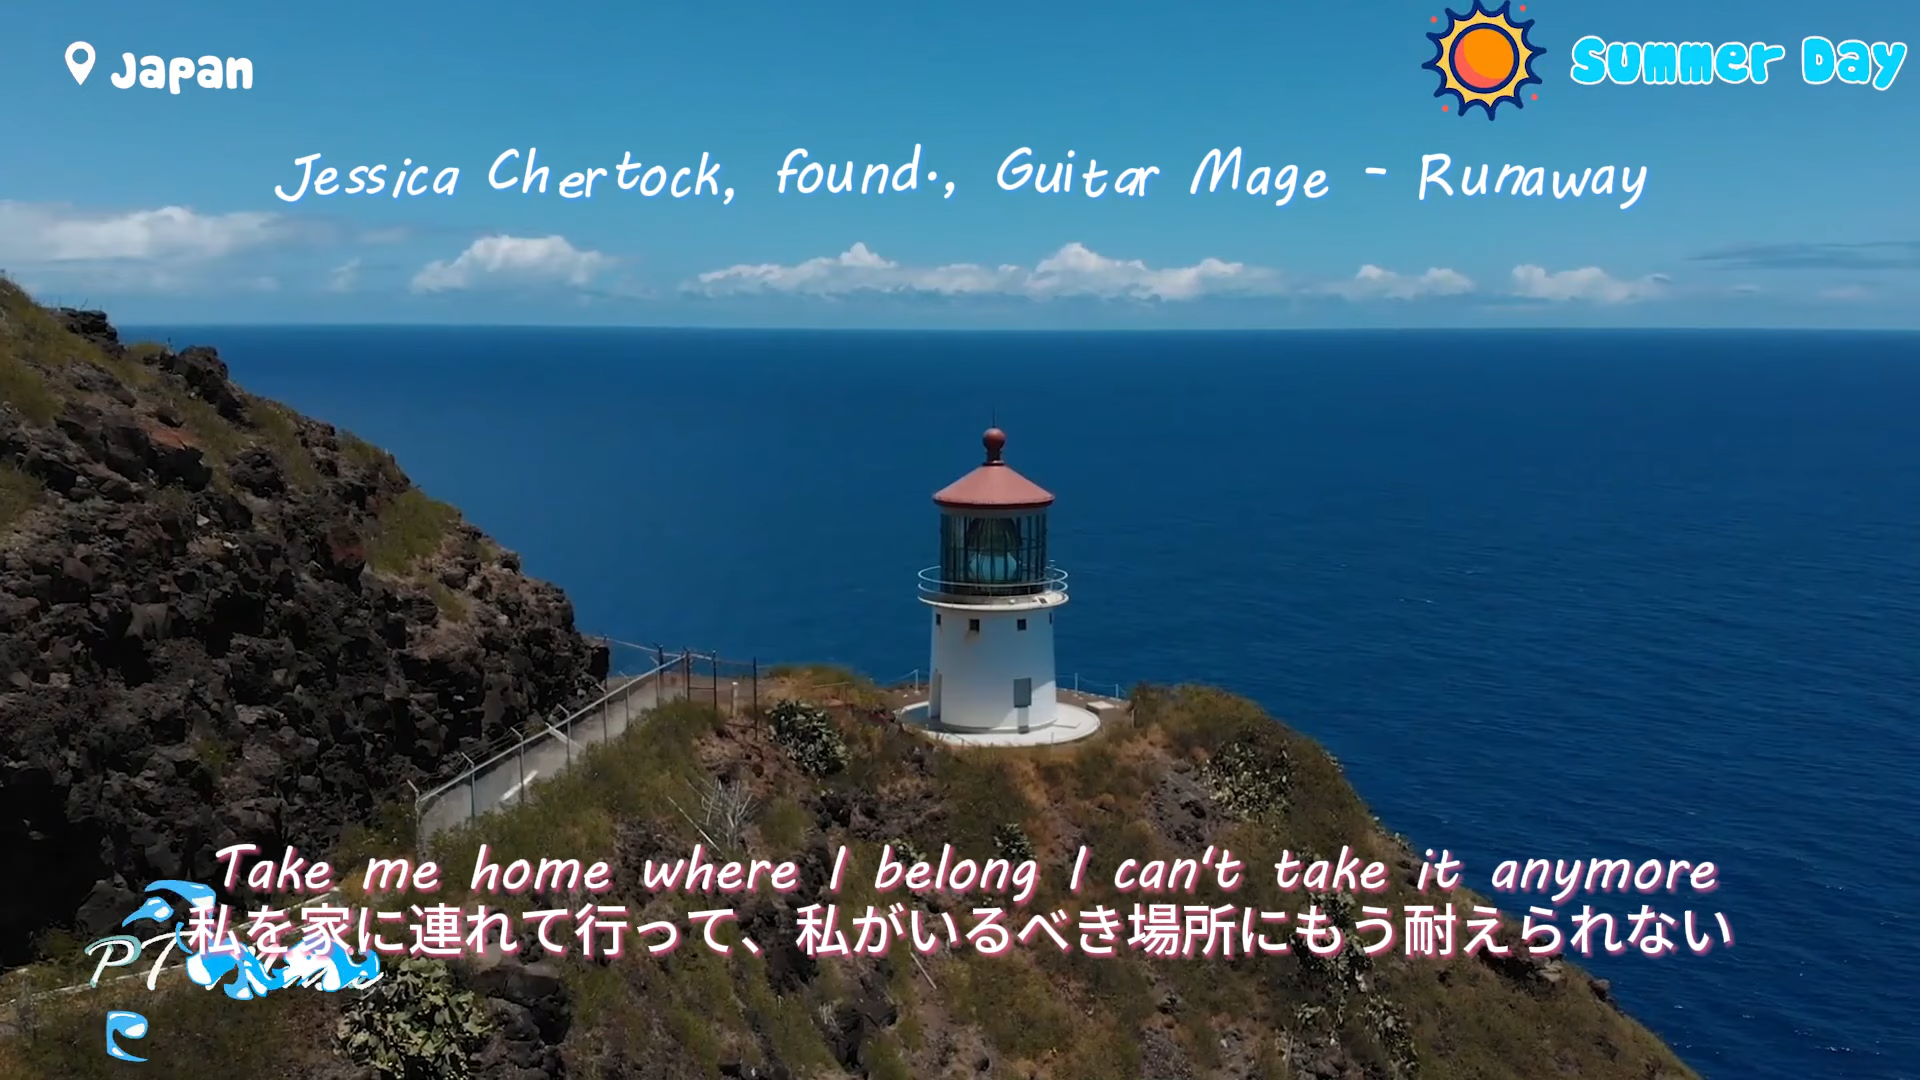 Japan
Summer Day
Jessica Chertock, found., Guitar Mage - Runaway
Take me home where I belong I can't take it anymore
私を家に連れて行って、私がいるべき場所にもう耐えられない